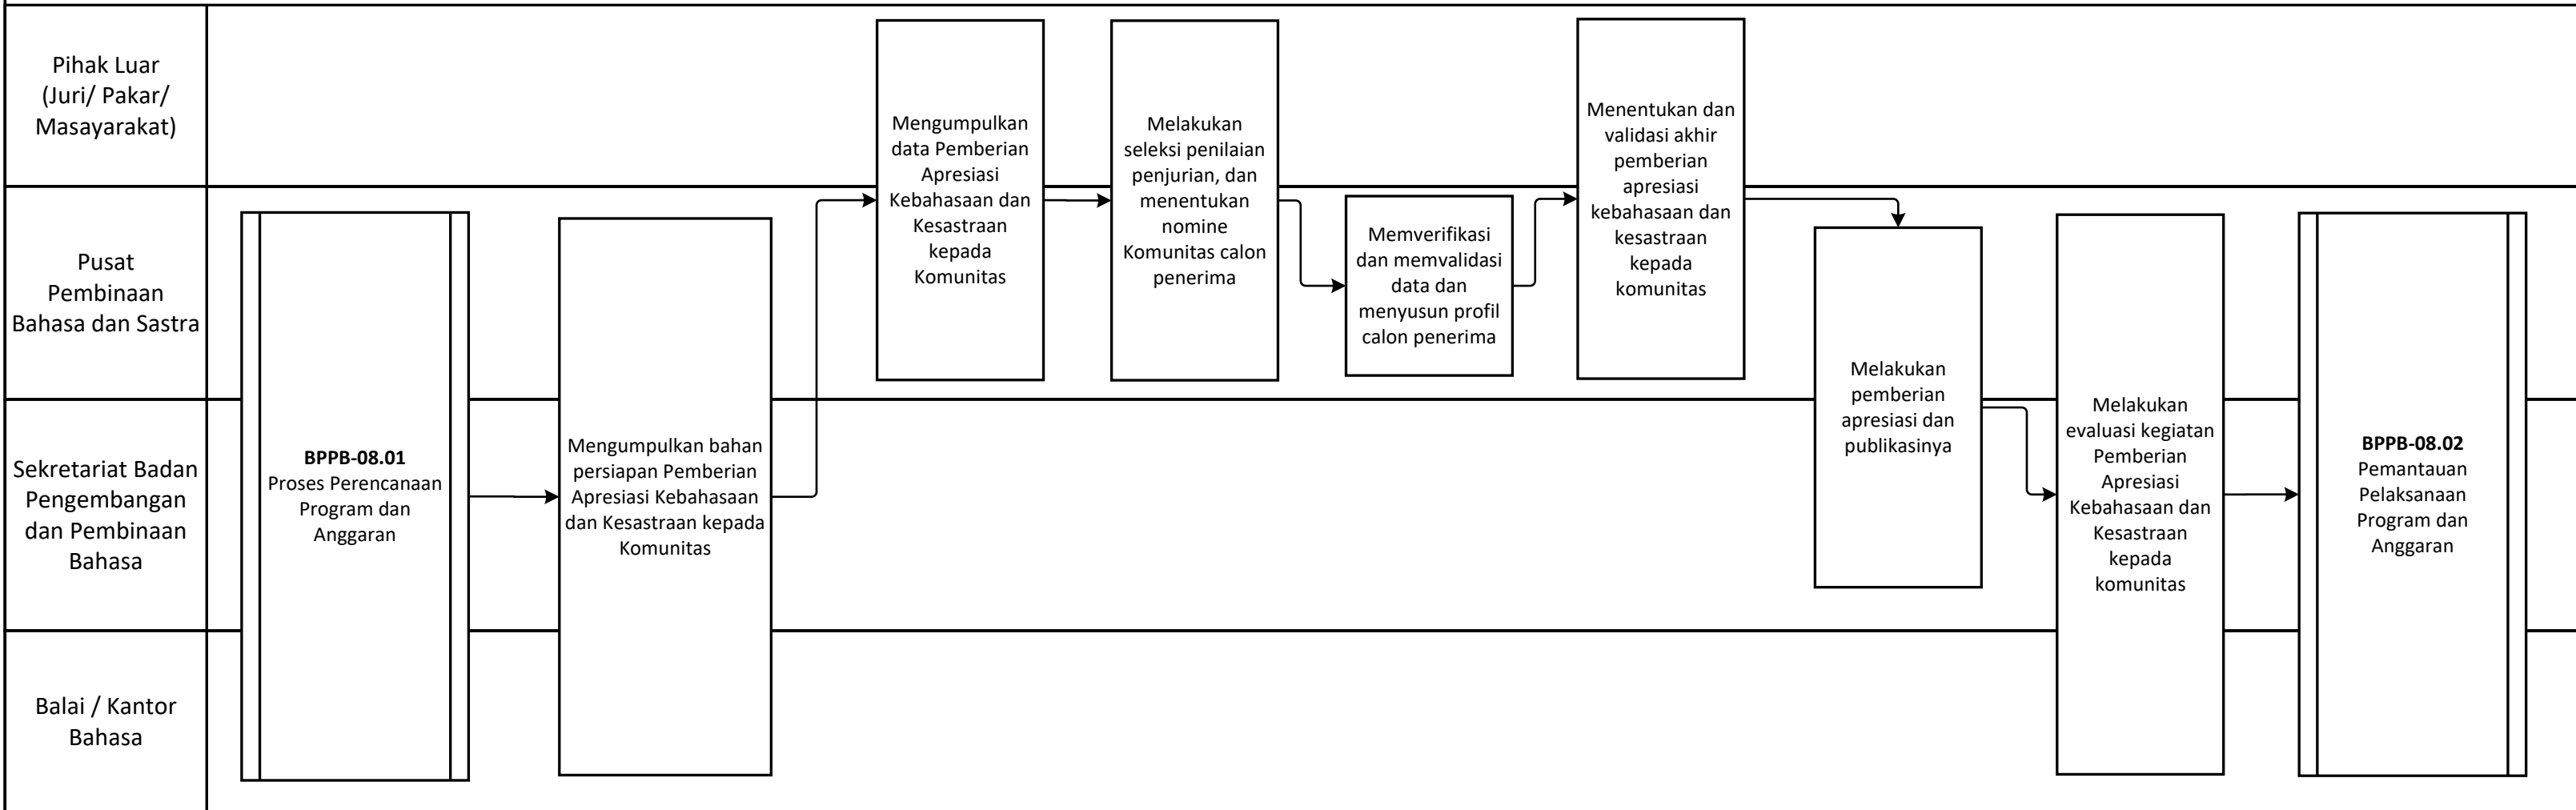 Pihak Luar
(Juri/ Pakar/
Masayarakat)
Pusat
Pembinaan
Bahasa dan Sastra
Sekretariat Badan
Pengembangan
dan Pembinaan
Bahasa
Balai / Kantor
Bahasa
BPPB-08.01
Proses Perencanaan
Program dan
Anggaran
Mengumpulkan bahan
persiapan Pemberian
Apresiasi Kebahasaan
dan Kesastraan kepada
Komunitas
Mengumpulkan
data Pemberian
Apresiasi
Kebahasaan dan
Kesastraan
kepada
Komunitas
Melakukan
seleksi penilaian
penjurian, dan
menentukan
nomine
Komunitas calon
penerima
Memverifikasi
dan memvalidasi
data dan
menyusun profil
calon penerima
Menentukan dan
validasi akhir
pemberian
apresiasi
kebahasaan dan
kesastraan
kepada
komunitas
Melakukan
pemberian
apresiasi dan
publikasinya
Melakukan
evaluasi kegiatan
Pemberian
Apresiasi
Kebahasaan dan
Kesastraan
kepada
komunitas
BPPB-08.02
Pemantauan
Pelaksanaan
Program dan
Anggaran